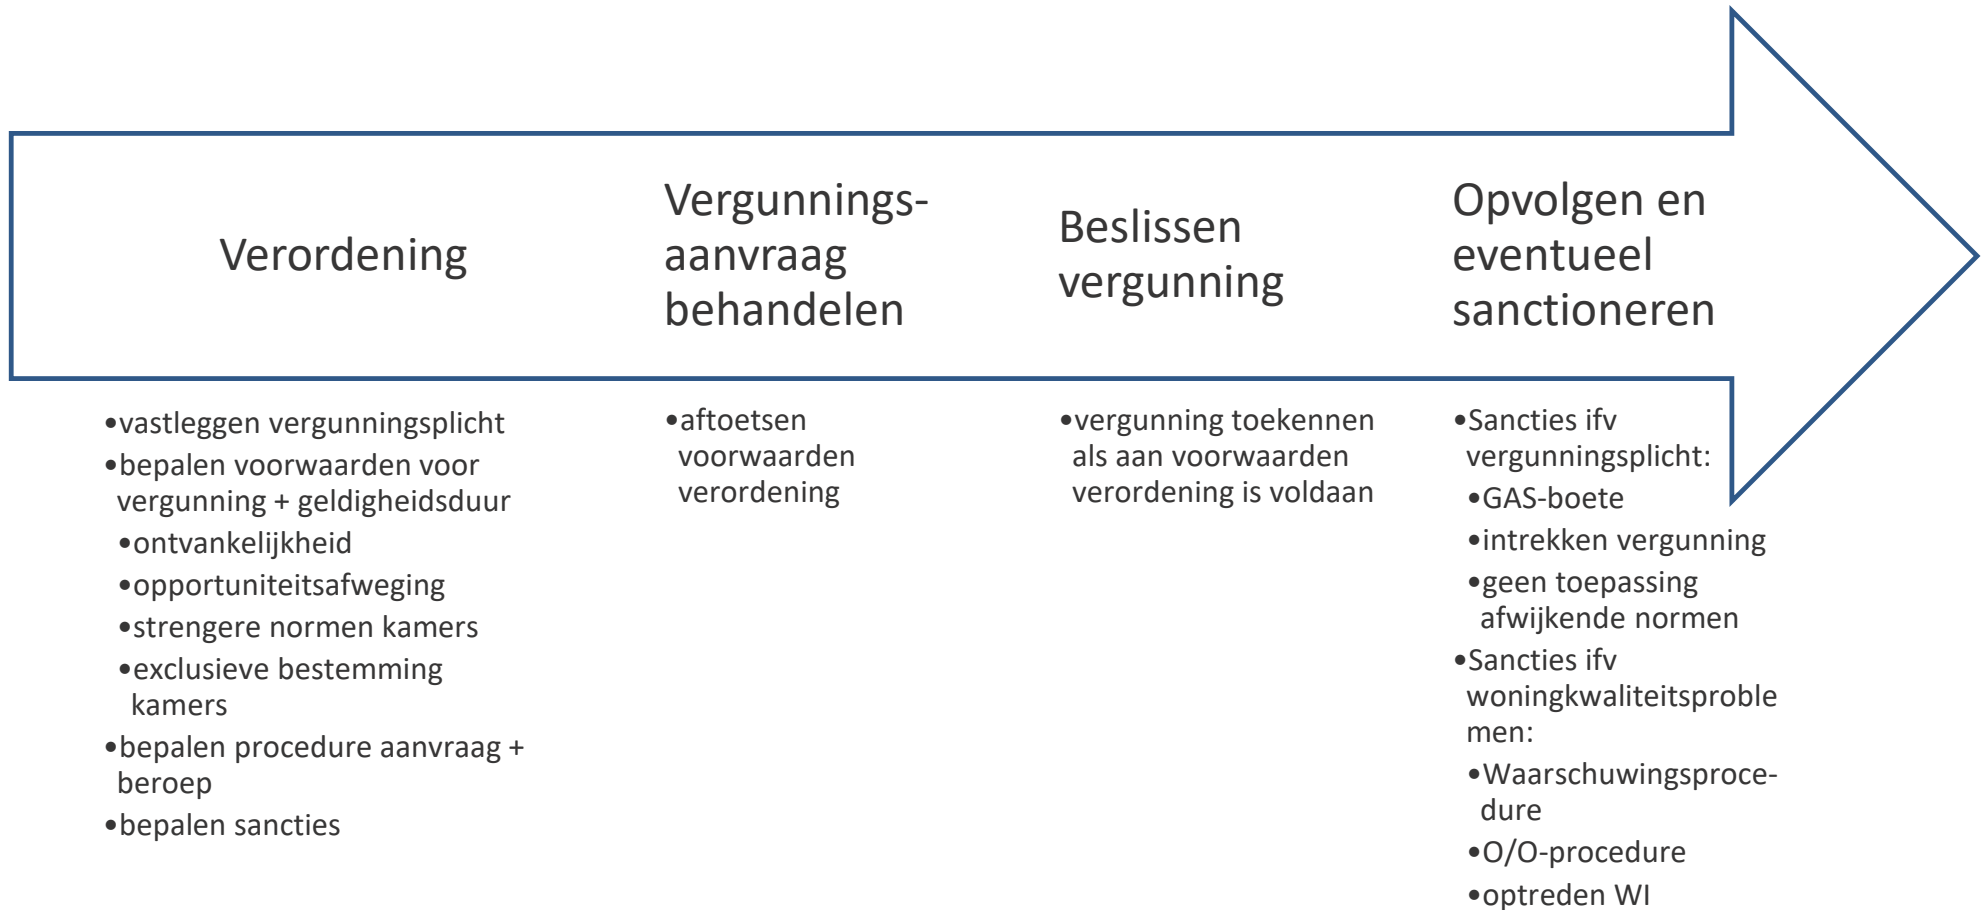 Verordening
Vergunnings-
aanvraag
behandelen
Beslissen
vergunning
Opvolgen en
eventueel
sanctioneren
•vastleggen vergunningsplicht
•bepalen voorwaarden voor
vergunning + geldigheidsduur
•ontvankelijkheid
•opportuniteitsafweging
•strengere normen kamers
•exclusieve bestemming
kamers
•bepalen procedure aanvraag +
beroep
•bepalen sancties
•aftoetsen
voorwaarden
verordening
•vergunning toekennen
als aan voorwaarden
verordening is voldaan
•Sancties ifv
vergunningsplicht:
•GAS-boete
•intrekken vergunning
•geen toepassing
afwijkende normen
•Sancties ifv
woningkwaliteitsproble
men:
•Waarschuwingsproce-
dure
•O/O-procedure
•optreden WI